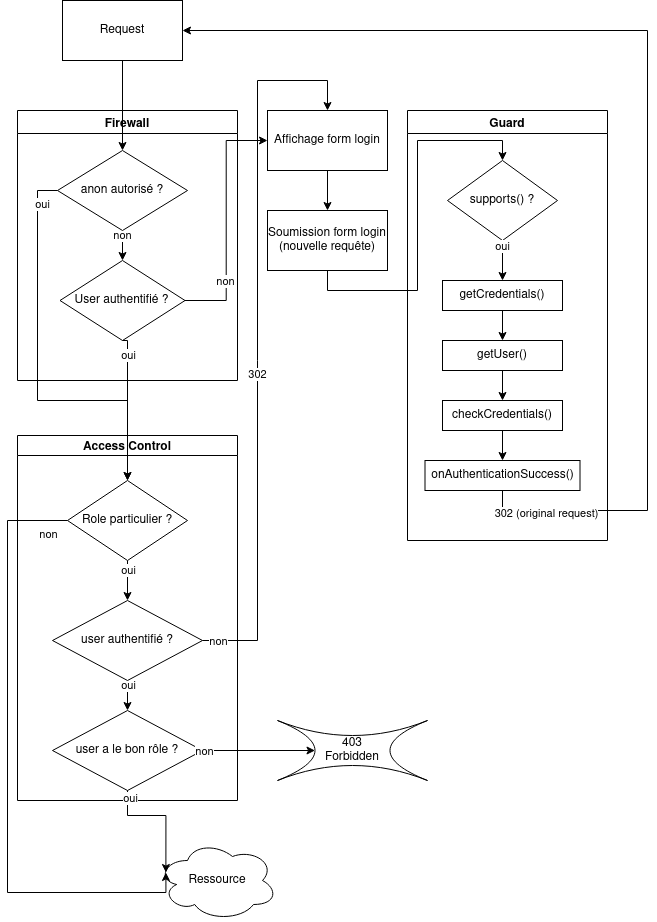 Request
Firewall
anon autorisé ?
oui
non
User authentifié ?
non
oui
Affichage form login
Soumission form login
(nouvelle requête)
302
Guard
supports() ?
oui
getCredentials()
getUser()
checkCredentials()
onAuthenticationSuccess()
302 (original request)
Access Control
Role particulier ?
non
oui
user authentifié ?
non
oui
user a le bon rôle ?
non
oui
403
Forbidden
Ressource